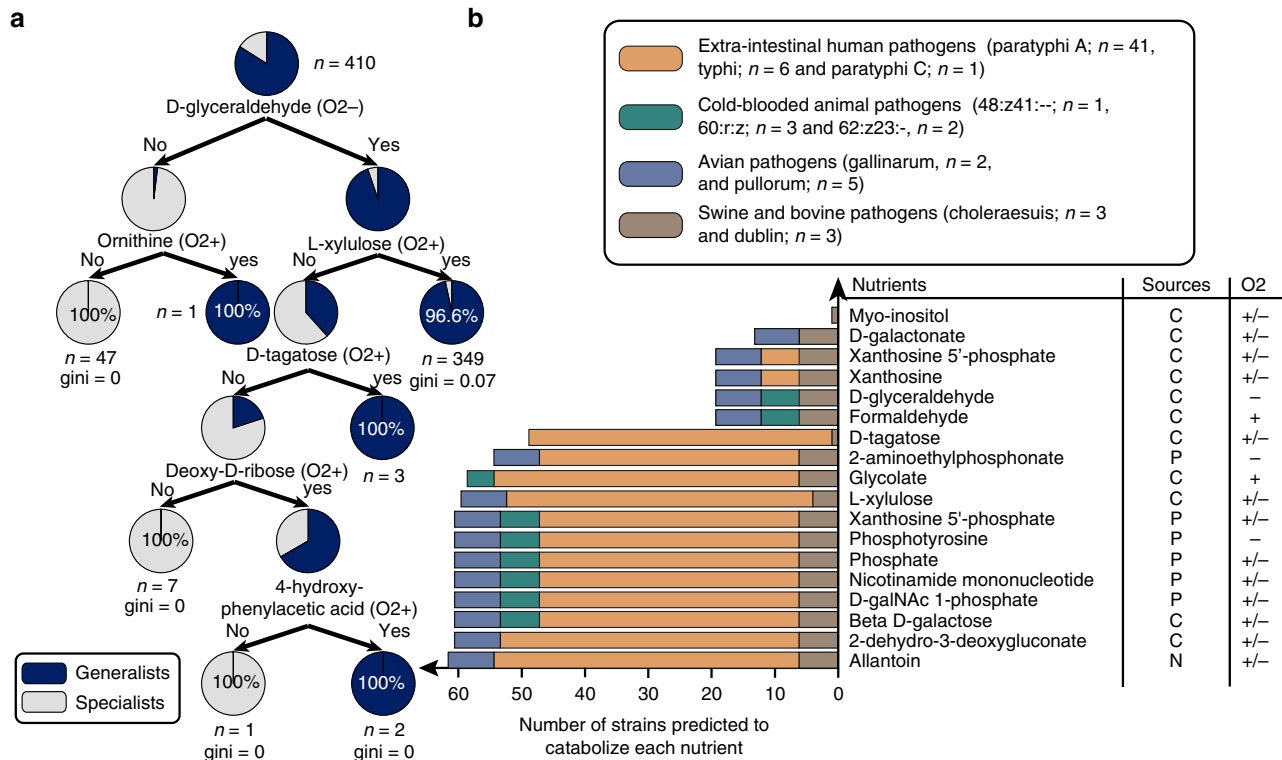 a
n = 410
D-glyceraldehyde (O2–)
No
Yes
Ornithine (O2+)
L-xylulose (O2+)
No
yes
No
yes
100%
n = 1
100%
96.6%
n = 47
gini = 0
D-tagatose (O2+)
n = 349
gini = 0.07
No
yes
100%
Deoxy-D-ribose (O2+)
n = 3
No
yes
100%
n = 7
gini = 0
4-hydroxy-
phenylacetic acid (O2+)
No
Yes
100%
100%
n = 1
gini = 0
n = 2
gini = 0
Generalists
Specialists
b
Extra-intestinal human pathogens (paratyphi A; n = 41,
typhi; n = 6 and paratyphi C; n = 1)
Cold-blooded animal pathogens (48:z41:--; n = 1,
60:r:z; n = 3 and 62:z23:-, n = 2)
Avian pathogens (gallinarum, n = 2,
and pullorum; n = 5)
Swine and bovine pathogens (choleraesuis; n = 3
and dublin; n = 3)
Nutrients Sources O2
Myo-inositol C +/–
D-galactonate C +/–
Xanthosine 5'-phosphate C +/–
Xanthosine C +/–
D-glyceraldehyde C –
Formaldehyde C +
D-tagatose C +/–
2-aminoethylphosphonate P –
Glycolate C +
L-xylulose C +/–
Xanthosine 5'-phosphate P +/–
Phosphotyrosine P –
Phosphate P +/–
Nicotinamide mononucleotide P +/–
D-galNAc 1-phosphate P +/–
Beta D-galactose C +/–
2-dehydro-3-deoxygluconate C +/–
Allantoin N +/–
60 50 40 30 20 10 0
Number of strains predicted to
catabolize each nutrient